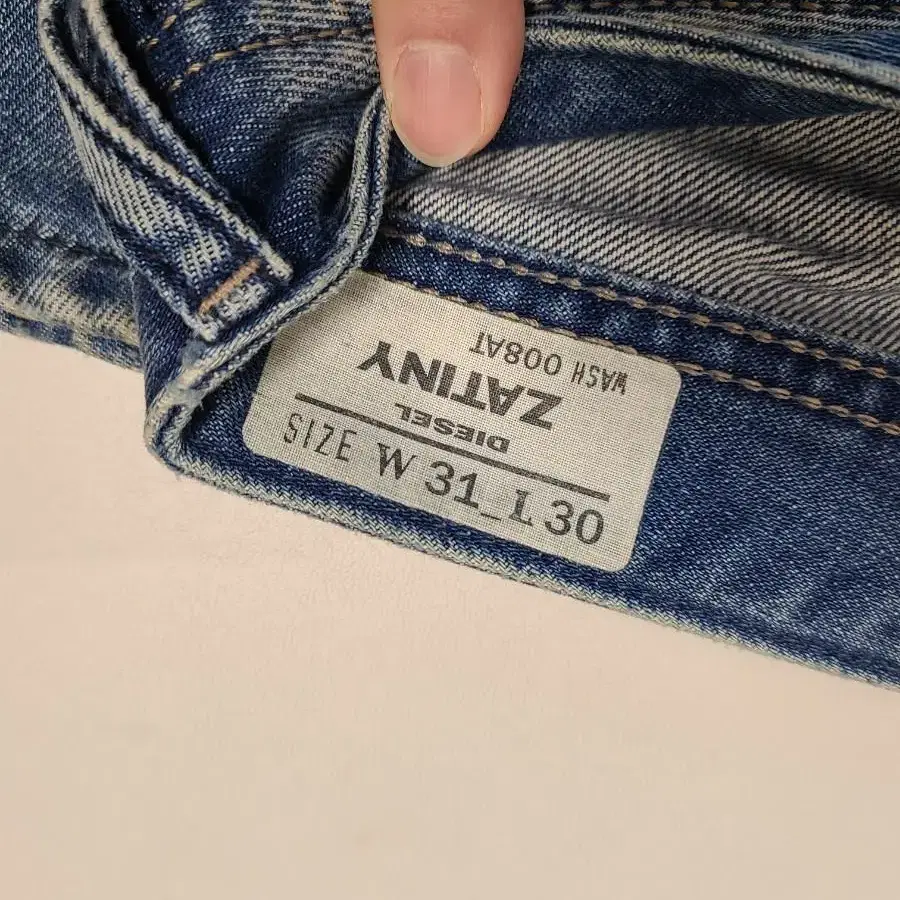 DIESEL
ZATINY
WASH 008AT
SIZE W 31_L 30